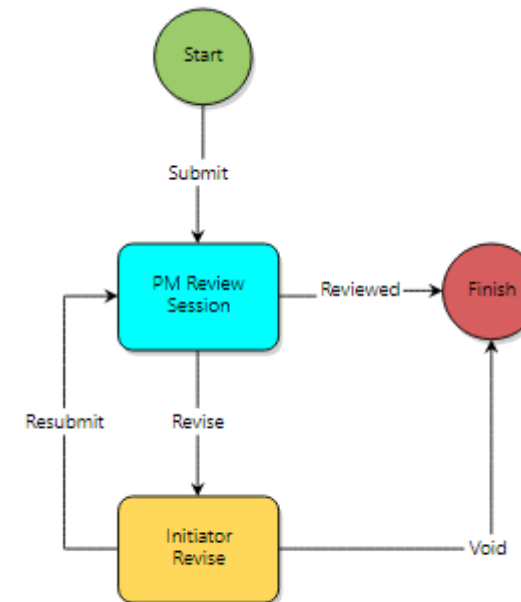 Start
Submit
PM Review
Session
Reviewed
Finish
Resubmit
Revise
Initiator
Revise
Void